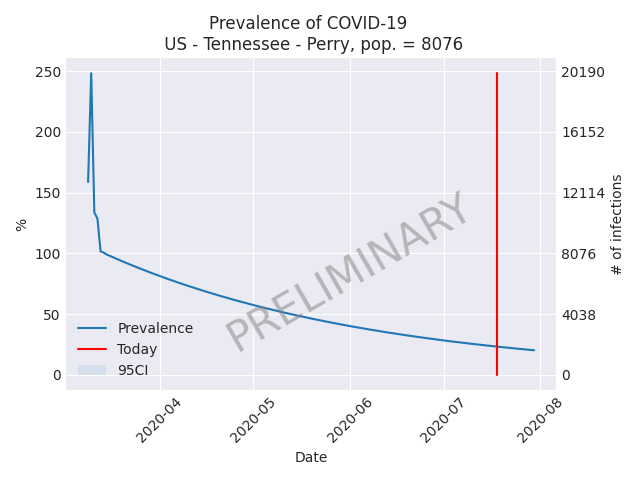 Prevalence of COVID-19
US - Tennessee - Perry, pop. = 8076
250
200
150
100
50
0
%
20190
16152
12114
8076
4038
0
# of infections
PRELIMINARY
Prevalence
Today
95CI
2020-04
2020-05
2020-06
2020-07
2020-08
Date